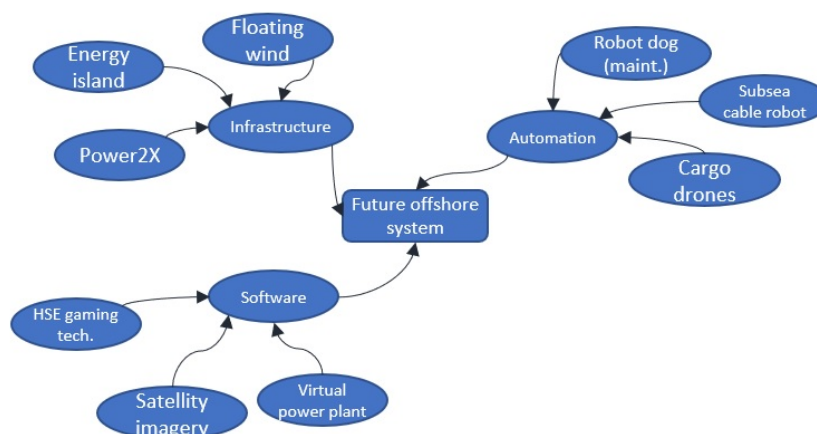 Floating
wind
Energy
island
Infrastructure
Power2X
Robot dog
(maint.)
Subsea
cable robot
Automation
Cargo
drones
Future offshore
system
Software
HSE gaming
tech.
Satellity
imagery
Virtual
power plant